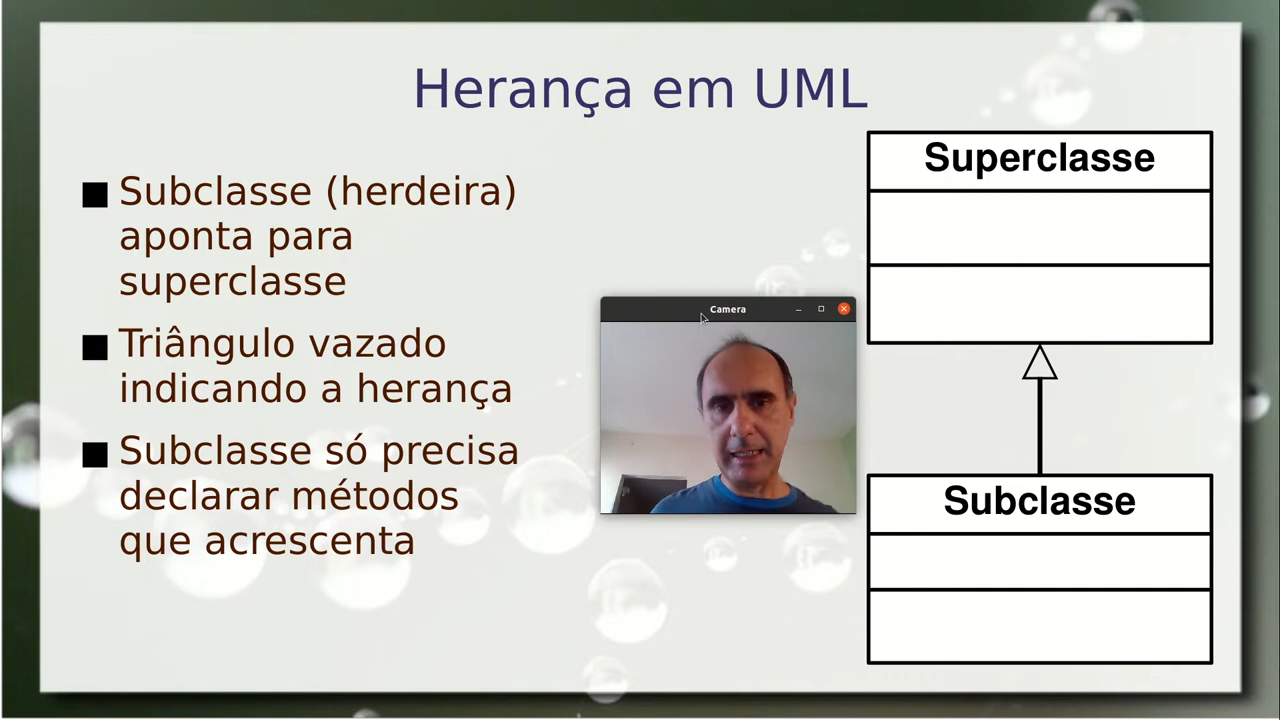 Herança em UML
■ Subclasse (herdeira)
aponta para
superclasse
■ Triângulo vazado
indicando a herança
■ Subclasse só precisa
declarar métodos
que acrescenta
Camera
Superclasse
Subclasse